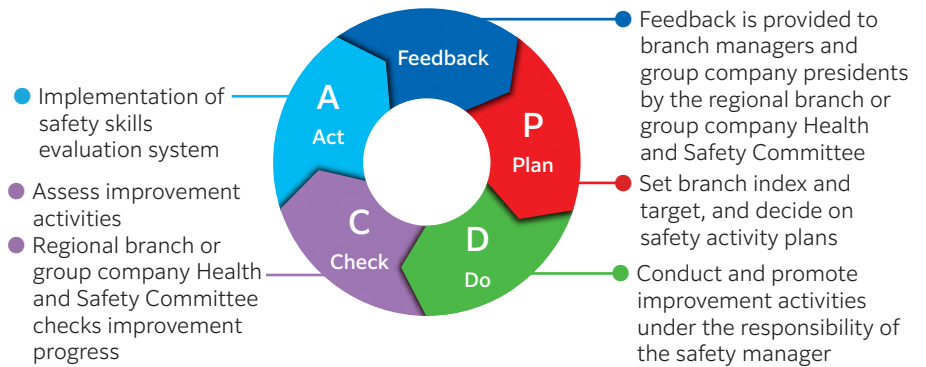 Feedback
P
Plan
D
Do
C
Check
A
Act
Feedback is provided to
branch managers and
group company presidents
by the regional branch or
group company Health
and Safety Committee
Set branch index and
target, and decide on
safety activity plans
Conduct and promote
improvement activities
under the responsibility of
the safety manager
Implementation of
safety skills
evaluation system
Assess improvement
activities
Regional branch or
group company Health
and Safety Committee
checks improvement
progress